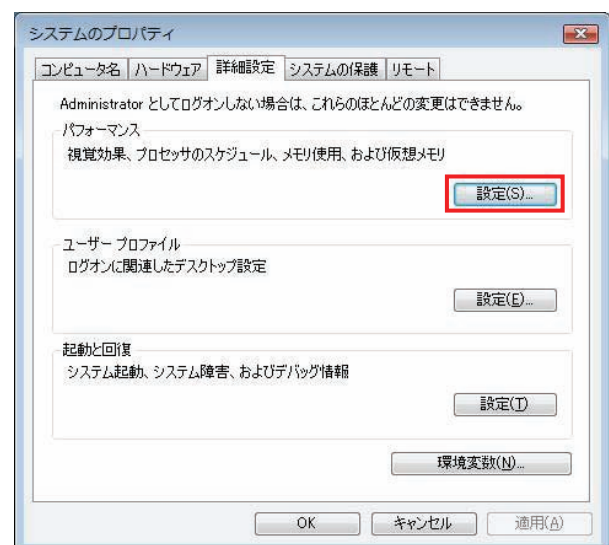 システムのプロパティ
コンピュータ名 ハードウェア 詳細設定 システムの保護 リモート
Administrator としてログオンしない場合は、これらのほとんどの変更はできません。
パフォーマンス
視覚効果、プロセッサのスケジュール、メモリ使用、および仮想メモリ
設定(S)...
ユーザー プロファイル
ログオンに関連したデスクトップ設定
設定(E)...
起動と回復
システム起動、システム障害、およびデバッグ情報
設定(T)
環境変数(N)...
OK キャンセル 適用(A)